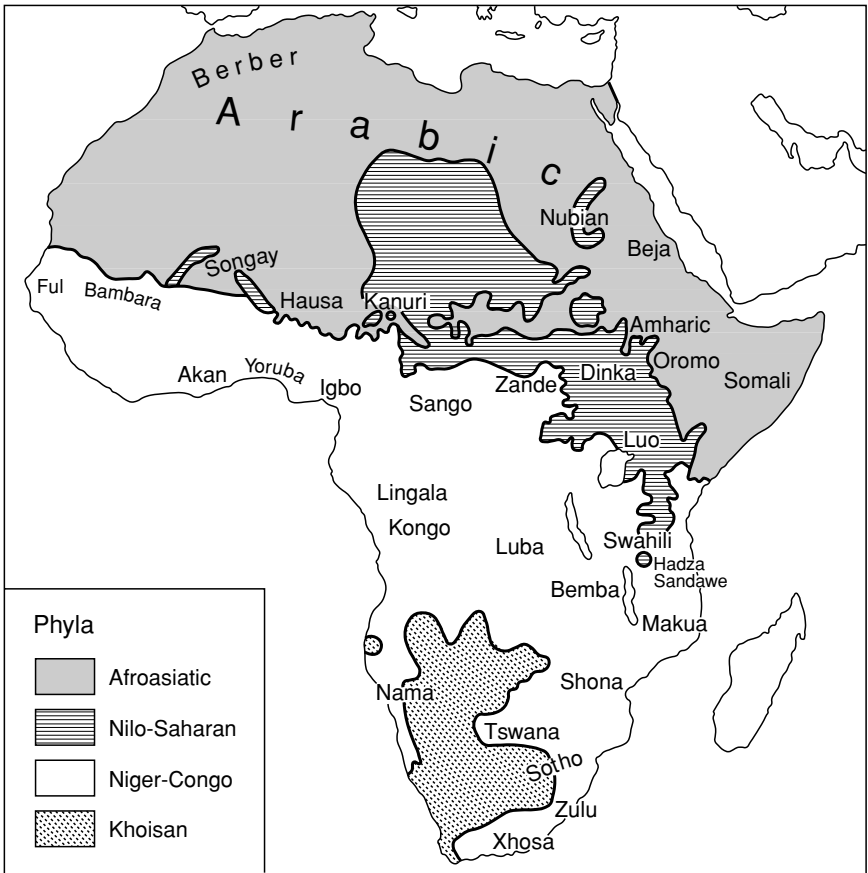 Berber
Arabic
Nubian
Beja
Songay
Ful
Bambara
Hausa
Kanuri
Amharic
Oromo
Somali
Akan
Yoruba
Igbo
Sango
Zande
Dinka
Luo
Lingala
Kongo
Luba
Swahili
Hadza
Sandawe
Bemba
Makua
Nama
Shona
Tswana
Sotho
Zulu
Xhosa
Phyla
Afroasiatic
Nilo-Saharan
Niger-Congo
Khoisan